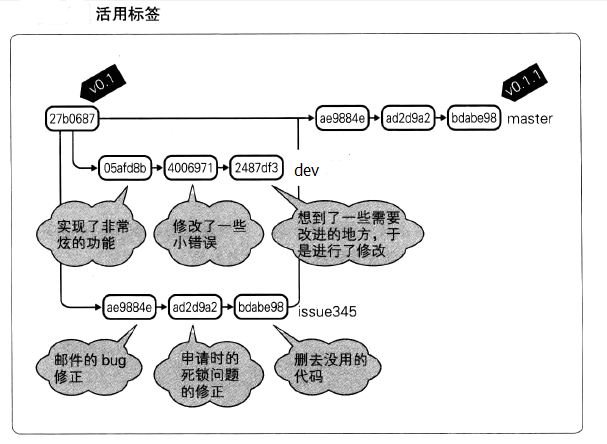 活用标签
v0.1
v0.1.1
27b0687
ae9884e
ad2d9a2
bdabe98
master
05afd8b
4006971
2487df3
dev
实现了非常
炫的功能
修改了一些
小错误
想到了一些需要
改进的地方，于
是进行了修改
ae9884e
ad2d9a2
bdabe98
issue345
邮件的 bug
修正
申请时的
死锁问题
的修正
删去没用的
代码